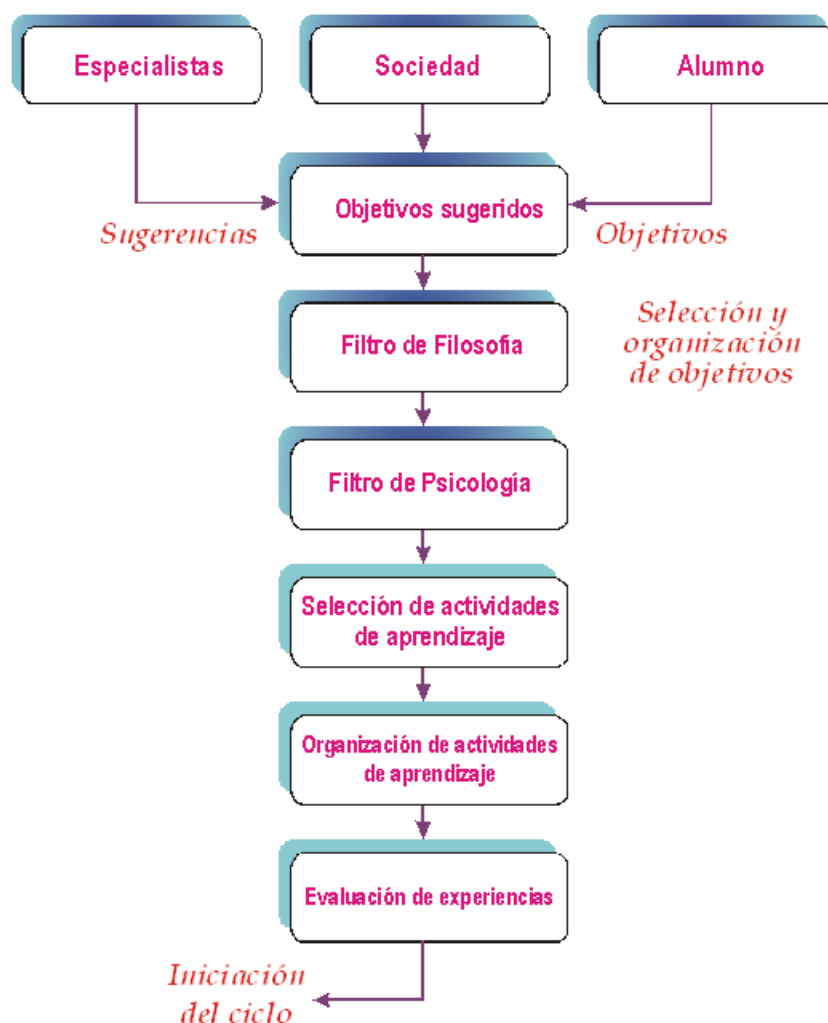 Especialistas
Sociedad
Alumno
Objetivos sugeridos
Sugerencias
Objetivos
Filtro de Filosofía
Selección y
organización
de objetivos
Filtro de Psicología
Selección de actividades
de aprendizaje
Organización de actividades
de aprendizaje
Evaluación de experiencias
Iniciación
del ciclo